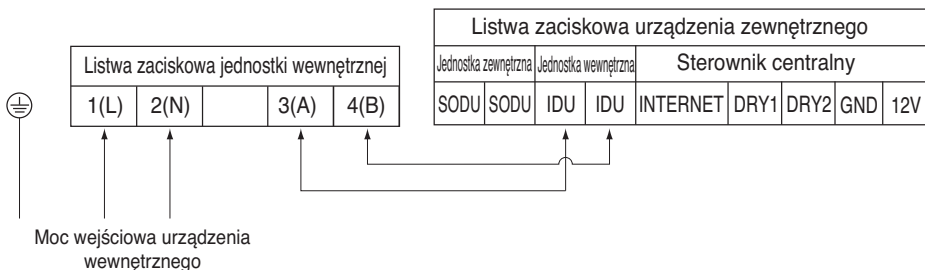 Listwa zaciskowa urządzenia zewnętrznego
Listwa zaciskowa jednostki wewnętrznej
Jednostka zewnętrzna Jednostka wewnętrzna Sterownik centralny
1(L) 2(N) 3(A) 4(B)
SODU SODU IDU IDU INTERNET DRY1 DRY2 GND 12V
Moc wejściowa urządzenia
wewnętrznego